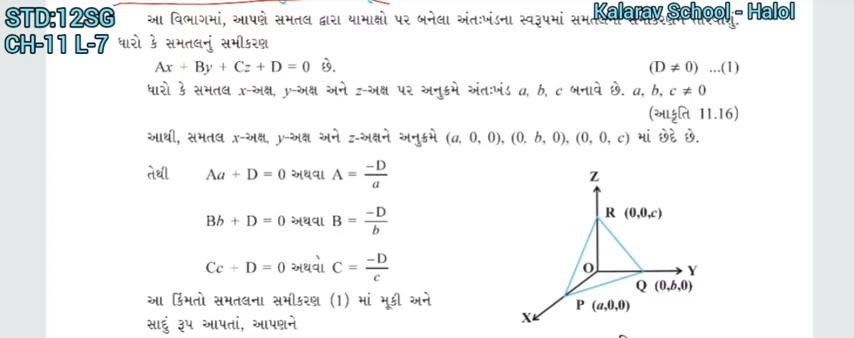 STD:12SG
CH-11 L-7
Kalarav School - Halol
આ વિભાગમાં, આપણે સમતલ દ્વારા યામાક્ષો પર બનેલા અંતઃખંડના સ્વરૂપમાં
ધારો કે સમતલનું સમીકરણ
Ax + By + Cz + D = 0 છે. (D ≠ 0) ...(1)
ધારો કે સમતલ x-અક્ષ, y-અક્ષ અને z-અક્ષ પર અનુક્રમે અંતઃખંડ a, b, c બનાવે છે. a, b, c ≠ 0
(આકૃતિ 11.16)
આથી, સમતલ x-અક્ષ, y-અક્ષ અને z-અક્ષને અનુક્રમે (a, 0, 0), (0, b, 0), (0, 0, c) માં છેદે છે.
તેથી Aa + D = 0 અથવા A = -D/a
Bb + D = 0 અથવા B = -D/b
Cc + D = 0 અથવા C = -D/c
આ કિંમતો સમતલના સમીકરણ (1) માં મૂકી અને
સાદું રૂપ આપતાં, આપણને
Z
R (0,0,c)
O
Y
Q (0,b,0)
P (a,0,0)
X